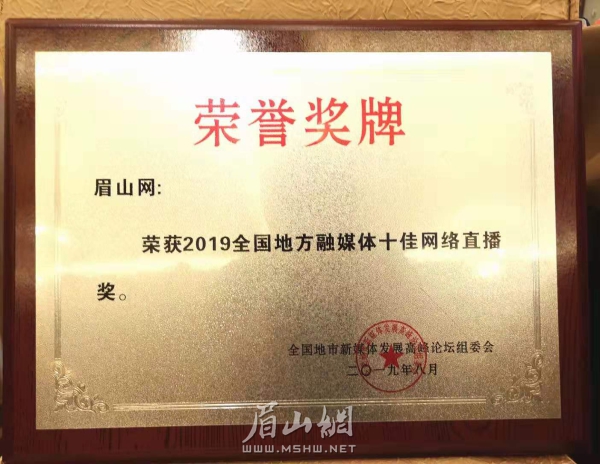 荣誉奖牌
眉山网:
荣获2019全国地方融媒体十佳网络直播
奖。
全国地市新媒体发展高峰论坛组委会
二〇一九年八月
眉山網
www.MSHW.NET